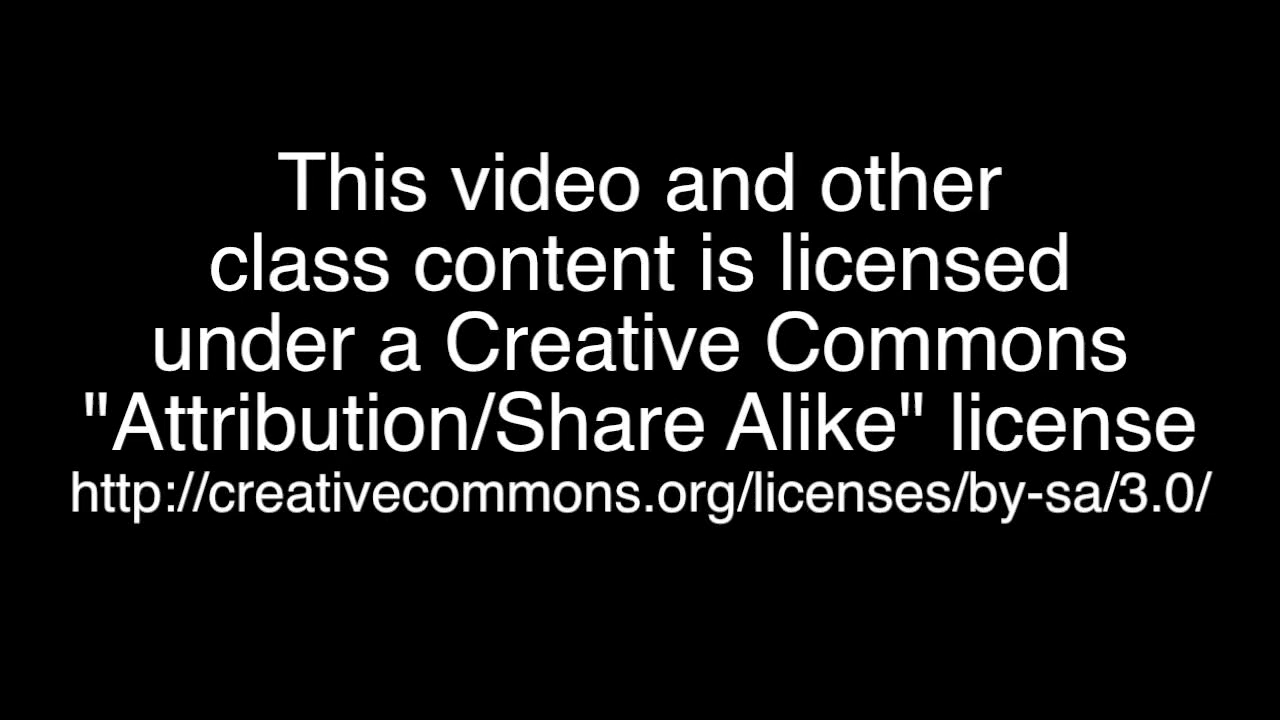 This video and other
class content is licensed
under a Creative Commons
"Attribution/Share Alike" license
http://creativecommons.org/licenses/by-sa/3.0/